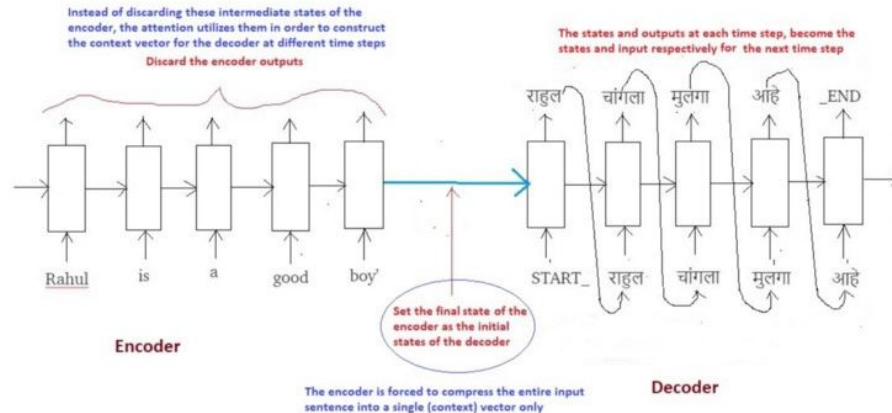 Instead of discarding these intermediate states of the
encoder, the attention utilizes them in order to construct
the context vector for the decoder at different time steps
Discard the encoder outputs
The states and outputs at each time step, become the
states and input respectively for the next time step
राहुल चांगला मुलगा आहे _END
Rahul is a good boy'
START_ राहुल चांगला मुलगा आहे
Set the final state of the
encoder as the initial
states of the decoder
Encoder
Decoder
The encoder is forced to compress the entire input
sentence into a single (context) vector only